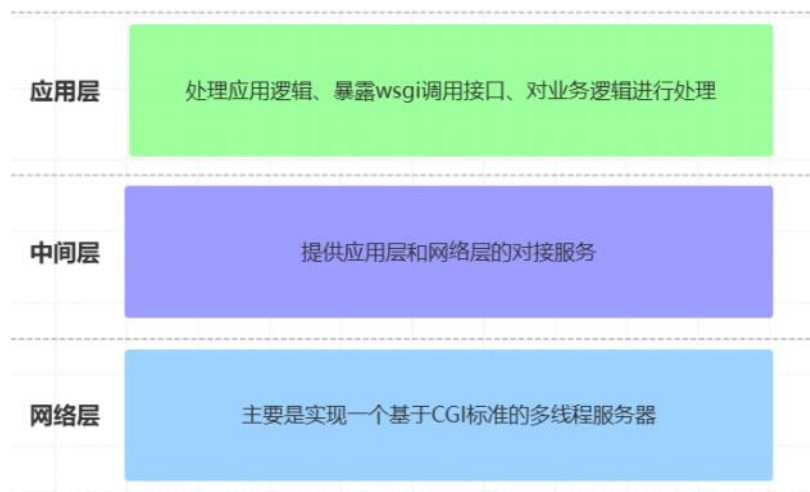 应用层
处理应用逻辑、暴露wsgi调用接口、对业务逻辑进行处理
中间层
提供应用层和网络层的对接服务
网络层
主要是实现一个基于CGI标准的多线程服务器